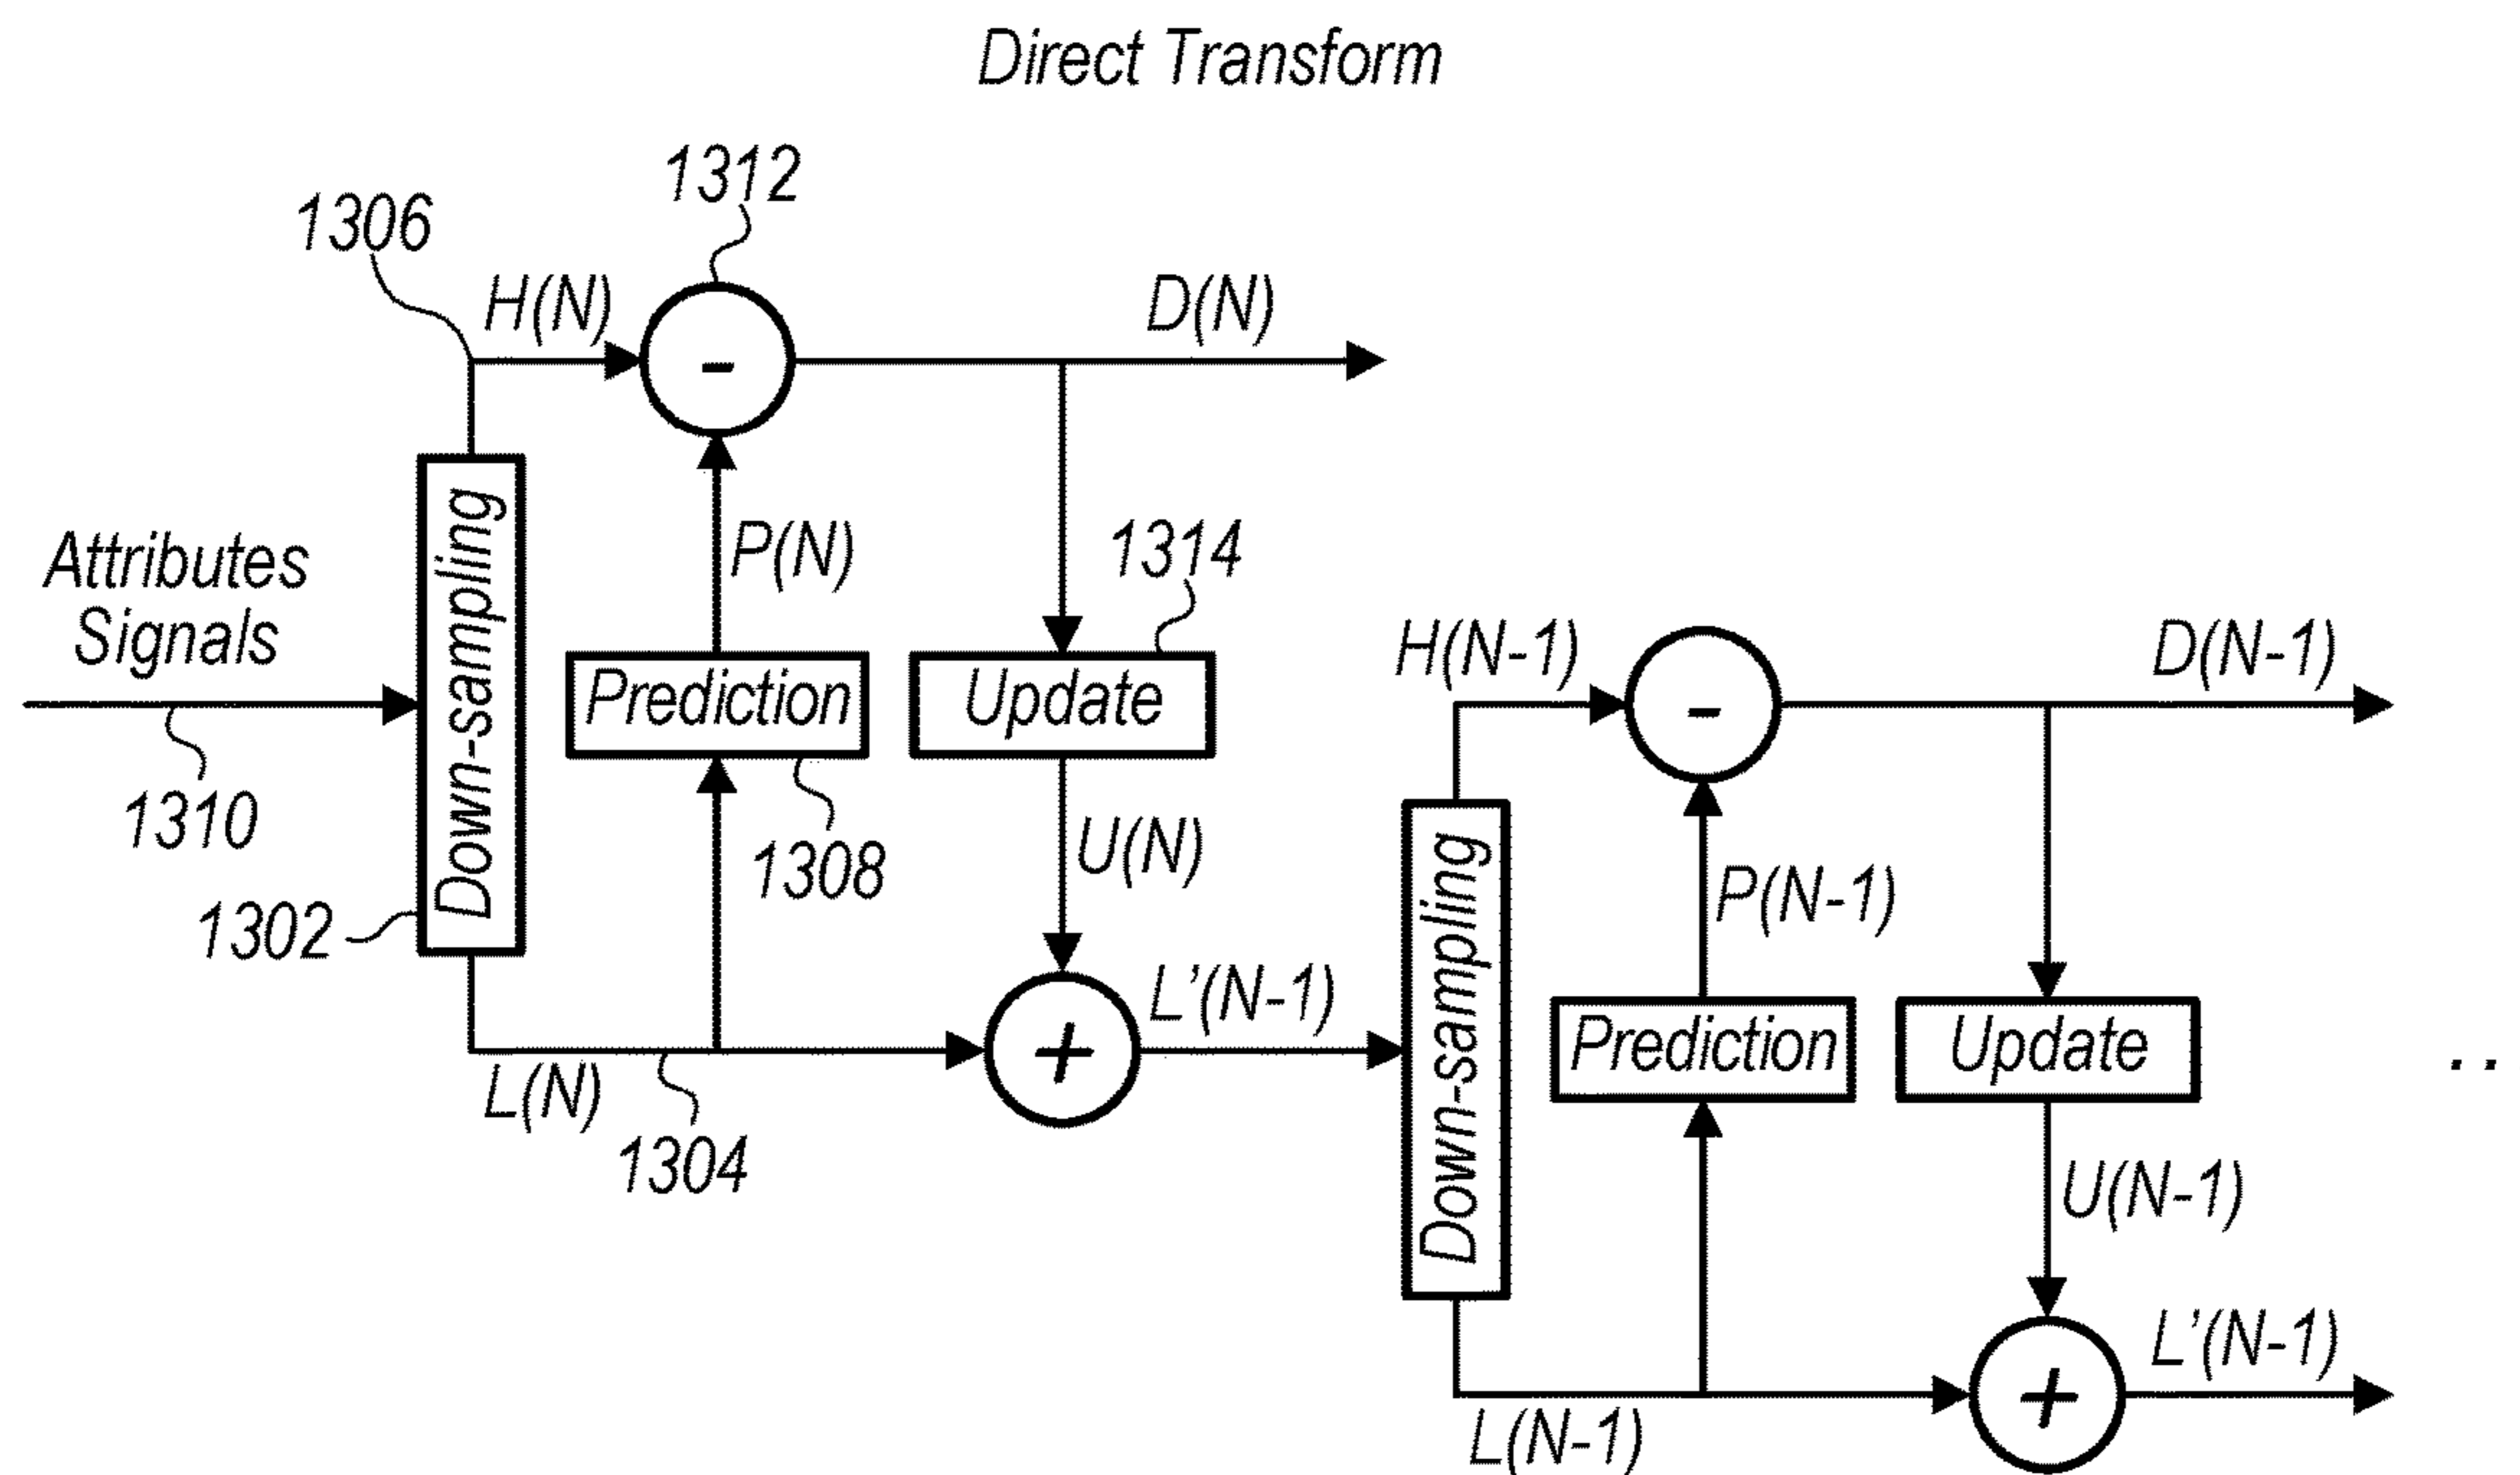 Direct Transform
1312
1306
H(N)
D(N)
-
Down-sampling
P(N)
1314
Attributes
Signals
Prediction
Update
1310
1308
U(N)
1302
L'(N-1)
+
L(N)
1304
H(N-1)
D(N-1)
-
Down-sampling
P(N-1)
Prediction
Update
. .
U(N-1)
L'(N-1)
+
L(N-1)